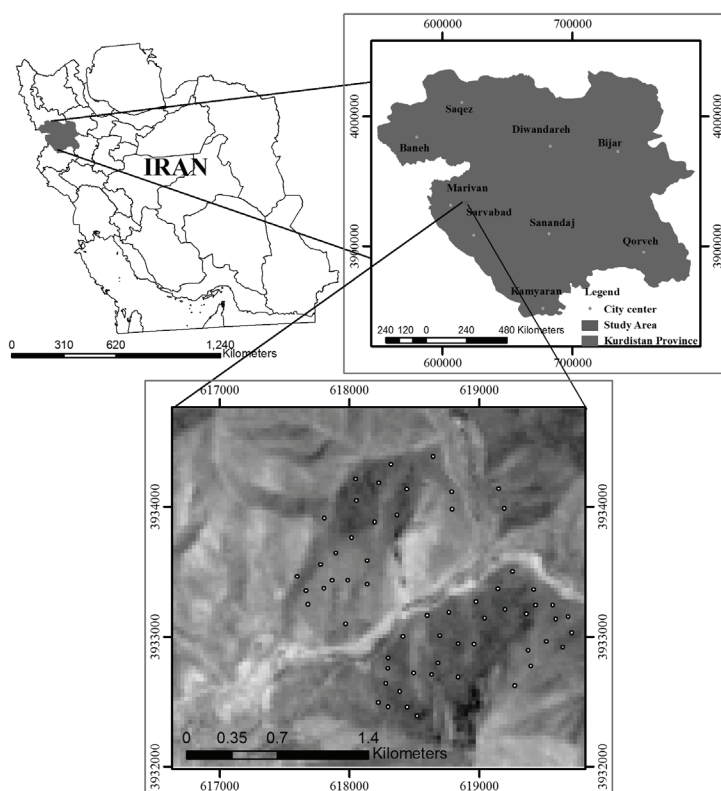 IRAN
0 310 620 1,240
Kilometers
600000 700000
4000000
3900000
4000000
3900000
Saqez
Diwandareh
Baneh
Bijar
Marivan
Sarvabad
Sanandaj
Qorveh
Kamyaran
Legend
City center
Study Area
Kurdistan Province
240 120 0 240 480 Kilometers
600000 700000
617000 618000 619000
3934000
3933000
3932000
3934000
3933000
3932000
0 0.35 0.7 1.4
Kilometers
617000 618000 619000